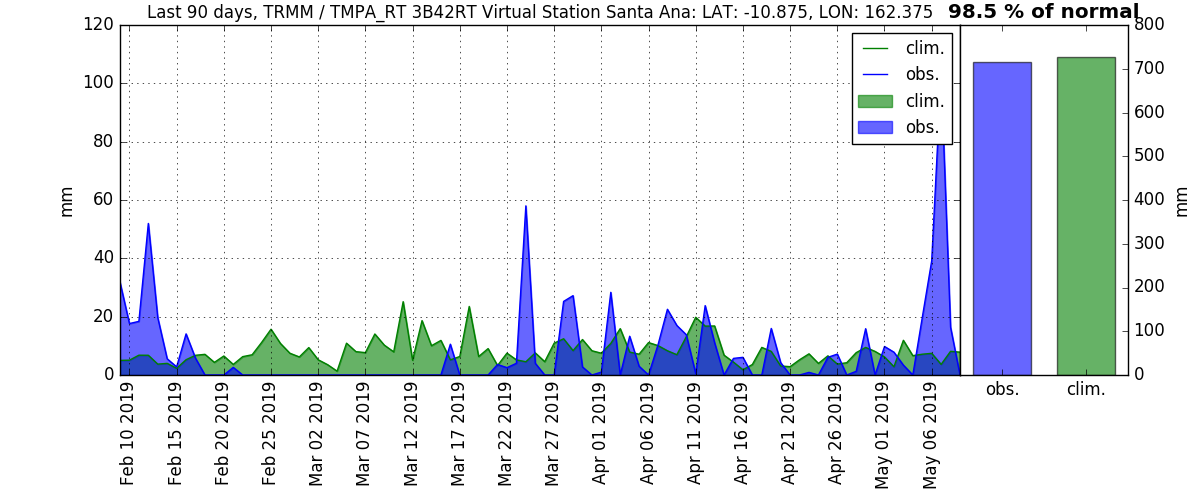 Last 90 days, TRMM / TMPA_RT 3B42RT Virtual Station Santa Ana: LAT: -10.875, LON: 162.375
98.5 % of normal
120
100
80
60
40
20
0
mm
clim.
obs.
clim.
obs.
800
700
600
500
400
300
200
100
0
mm
Feb 10 2019
Feb 15 2019
Feb 20 2019
Feb 25 2019
Mar 02 2019
Mar 07 2019
Mar 12 2019
Mar 17 2019
Mar 22 2019
Mar 27 2019
Apr 01 2019
Apr 06 2019
Apr 11 2019
Apr 16 2019
Apr 21 2019
Apr 26 2019
May 01 2019
May 06 2019
obs.
clim.